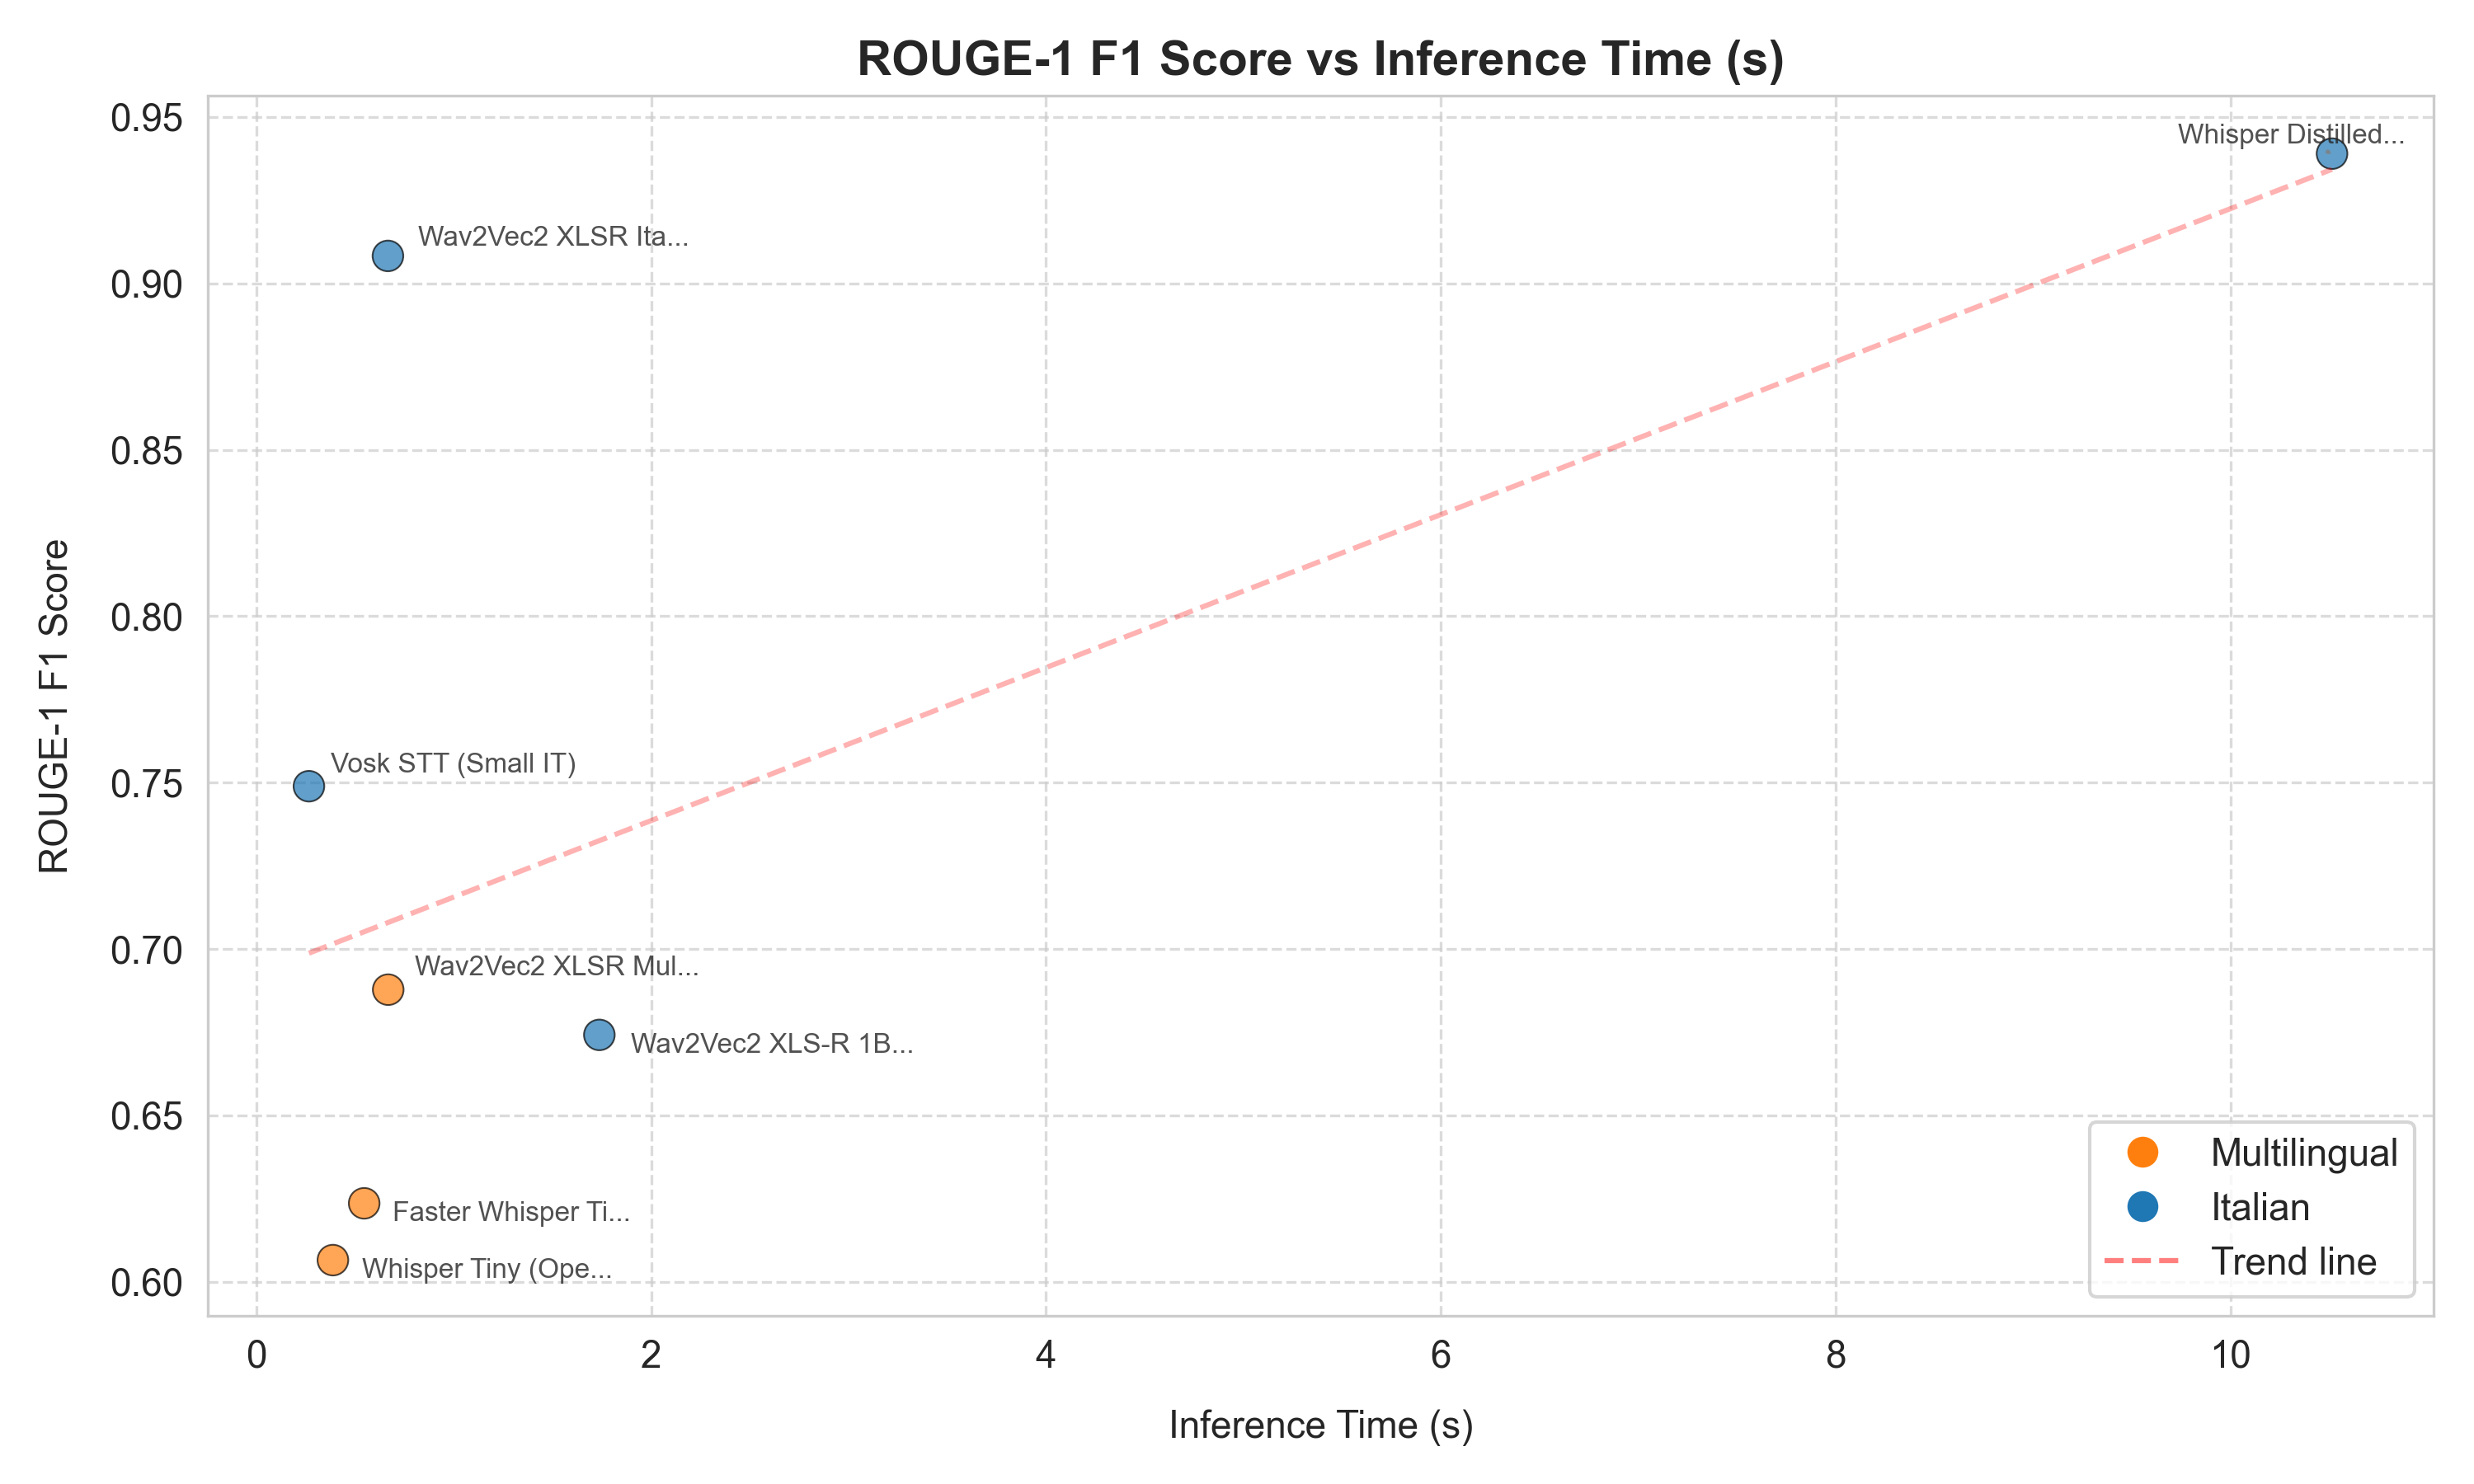 ROUGE-1 F1 Score vs Inference Time (s)
0.95
0.90
0.85
0.80
0.75
0.70
0.65
0.60
ROUGE-1 F1 Score
Whisper Distilled...
Wav2Vec2 XLSR Ita...
Vosk STT (Small IT)
Wav2Vec2 XLSR Mul...
Wav2Vec2 XLS-R 1B...
Faster Whisper Ti...
Whisper Tiny (Ope...
Multilingual
Italian
Trend line
0 2 4 6 8 10
Inference Time (s)